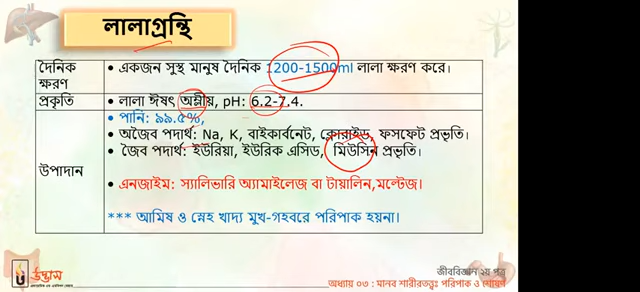 লালাগ্রন্থি
দৈনিক ক্ষরণ
• একজন সুস্থ মানুষ দৈনিক 1200-1500ml লালা ক্ষরণ করে।
প্রকৃতি
• লালা ঈষৎ অম্লীয়, pH: 6.2-7.4.
উপাদান
• পানি: ৯৯.৫%,
• অজৈব পদার্থ: Na, K, বাইকার্বনেট, ক্লোরাইড, ফসফেট প্রভৃতি।
• জৈব পদার্থ: ইউরিয়া, ইউরিক এসিড, মিউসিন প্রভৃতি।
• এনজাইম: স্যালিভারি অ্যামাইলেজ বা টায়ালিন,মল্টেজ।
*** আমিষ ও স্নেহ খাদ্য মুখ-গহবরে পরিপাক হয়না।
উদ্ভাস
জীববিজ্ঞান ২য় পত্র
অধ্যায় ০৩ : মানব শারীরতত্ত্বঃ পরিপাক ও শোষণ